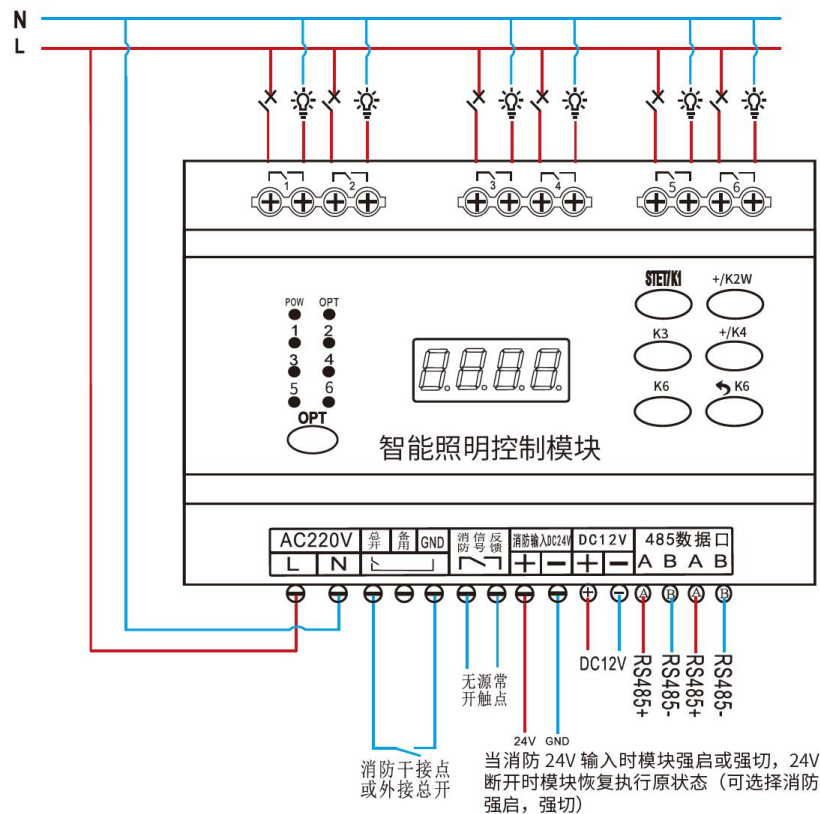 N
L
1 2 3 4 5 6
STET/K1 +/K2W
POW OPT
1 2
K3 +/K4
3 4
5 6
K6 K6
OPT
8.8.8.8.
智能照明控制模块
AC220V 总开 备用 GND 消防信号反馈 消防输入DC24V DC12V 485数据口
L N + − + − A B A B
+ − A B A B
DC12V
RS485+ RS485- RS485+ RS485-
无源常
开触点
24V GND
消防干接点
或外接总开
当消防 24V 输入时模块强启或强切，24V
断开时模块恢复执行原状态（可选择消防
强启，强切）